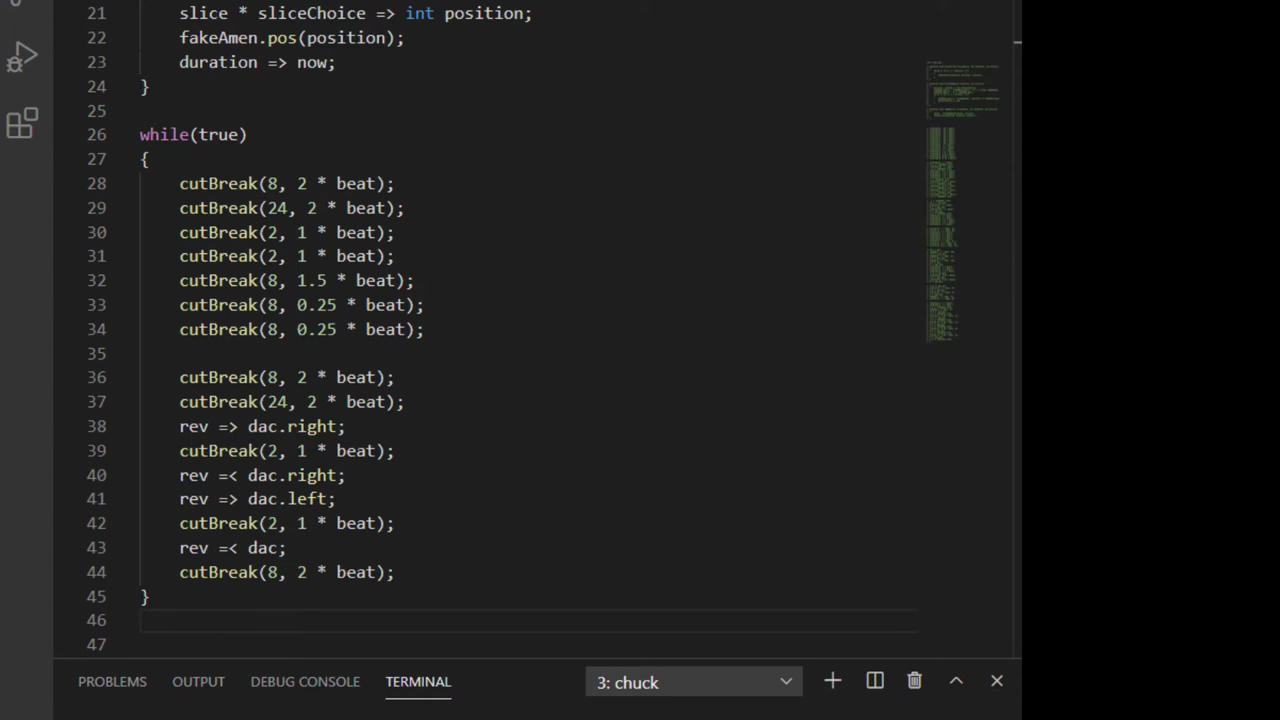 21 slice * sliceChoice => int position;
22 fakeAmen.pos(position);
23 duration => now;
24 }
25
26 while(true)
27 {
28 cutBreak(8, 2 * beat);
29 cutBreak(24, 2 * beat);
30 cutBreak(2, 1 * beat);
31 cutBreak(2, 1 * beat);
32 cutBreak(8, 1.5 * beat);
33 cutBreak(8, 0.25 * beat);
34 cutBreak(8, 0.25 * beat);
35
36 cutBreak(8, 2 * beat);
37 cutBreak(24, 2 * beat);
38 rev => dac.right;
39 cutBreak(2, 1 * beat);
40 rev =< dac.right;
41 rev => dac.left;
42 cutBreak(2, 1 * beat);
43 rev =< dac;
44 cutBreak(8, 2 * beat);
45 }
46
47
PROBLEMS OUTPUT DEBUG CONSOLE TERMINAL 3: chuck